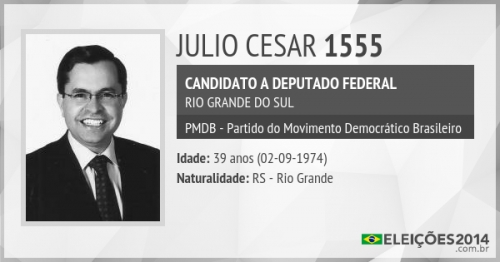 JULIO CESAR 1555
CANDIDATO A DEPUTADO FEDERAL
RIO GRANDE DO SUL
PMDB - Partido do Movimento Democrático Brasileiro
Idade: 39 anos (02-09-1974)
Naturalidade: RS - Rio Grande
ELEIÇÕES2014
.com.br